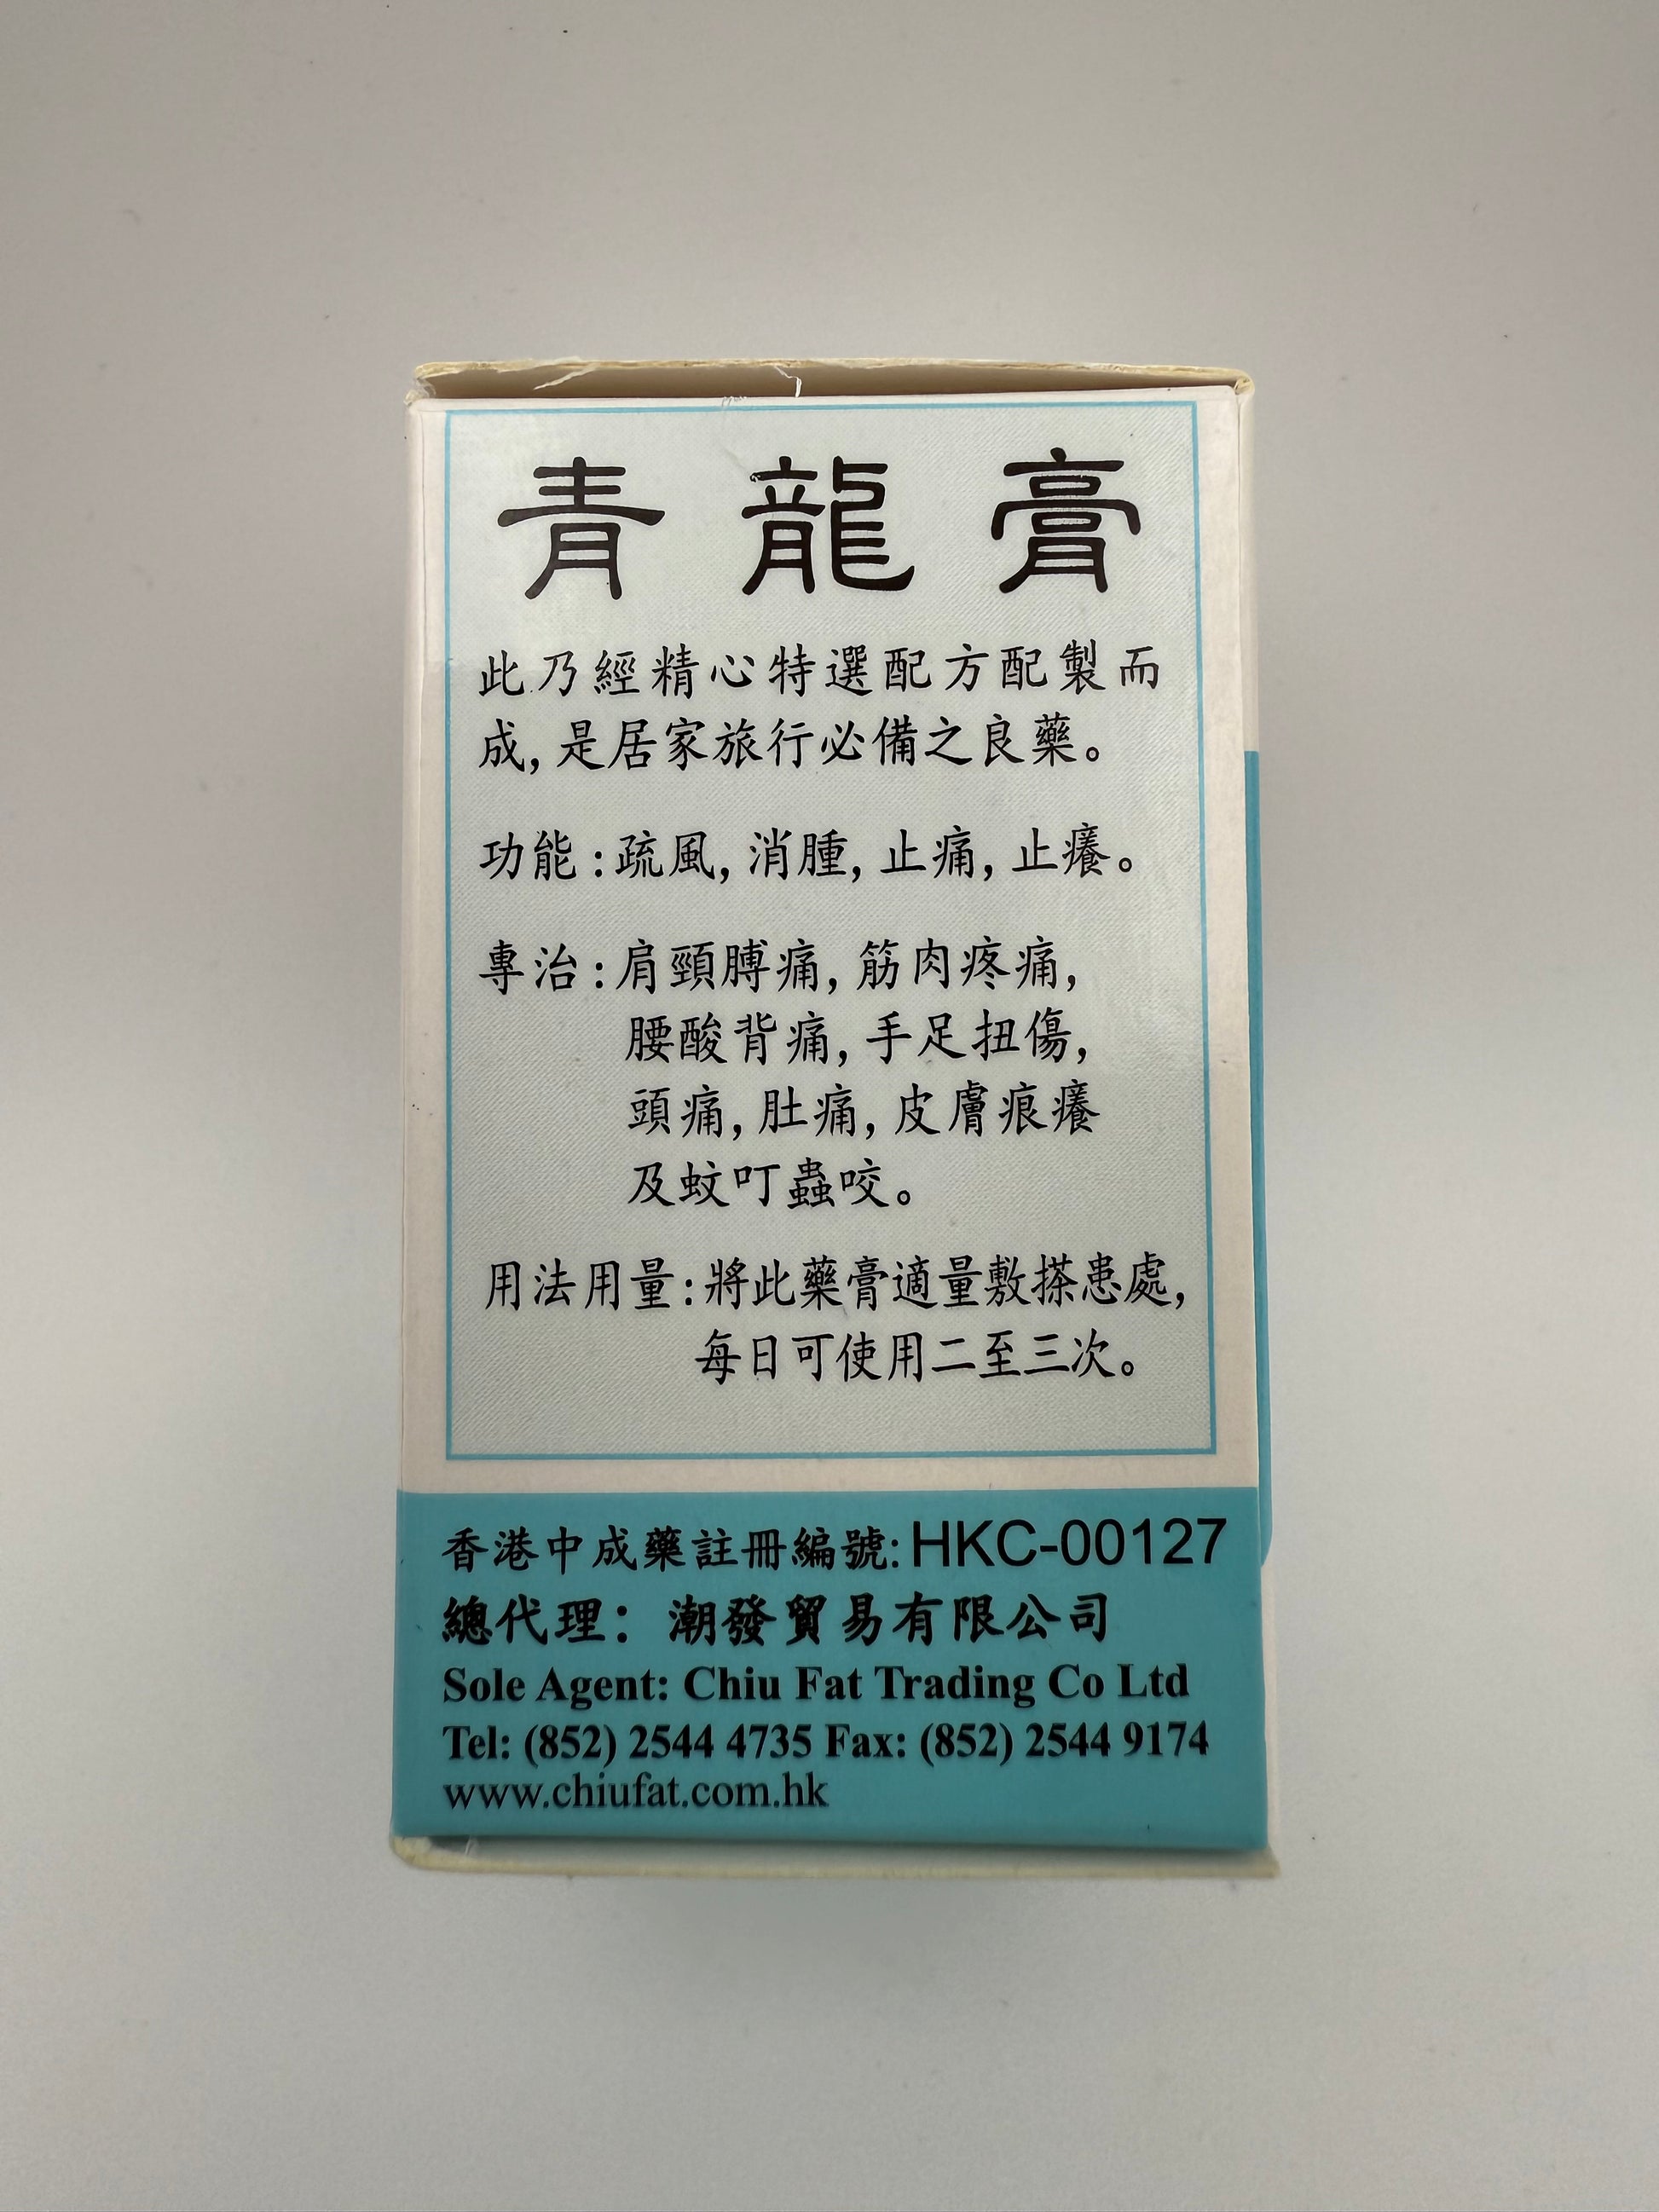 青龍膏
此乃經精心特選配方配製而
成,是居家旅行必備之良藥。
功能:疏風,消腫,止痛,止癢。
專治:肩頸膊痛,筋肉疼痛,
腰酸背痛,手足扭傷,
頭痛,肚痛,皮膚痕癢
及蚊叮蟲咬。
用法用量:將此藥膏適量敷搽患處,
每日可使用二至三次。
香港中成藥註冊編號:HKC-00127
總代理：潮發貿易有限公司
Sole Agent: Chiu Fat Trading Co Ltd
Tel: (852) 2544 4735 Fax: (852) 2544 9174
www.chiufat.com.hk